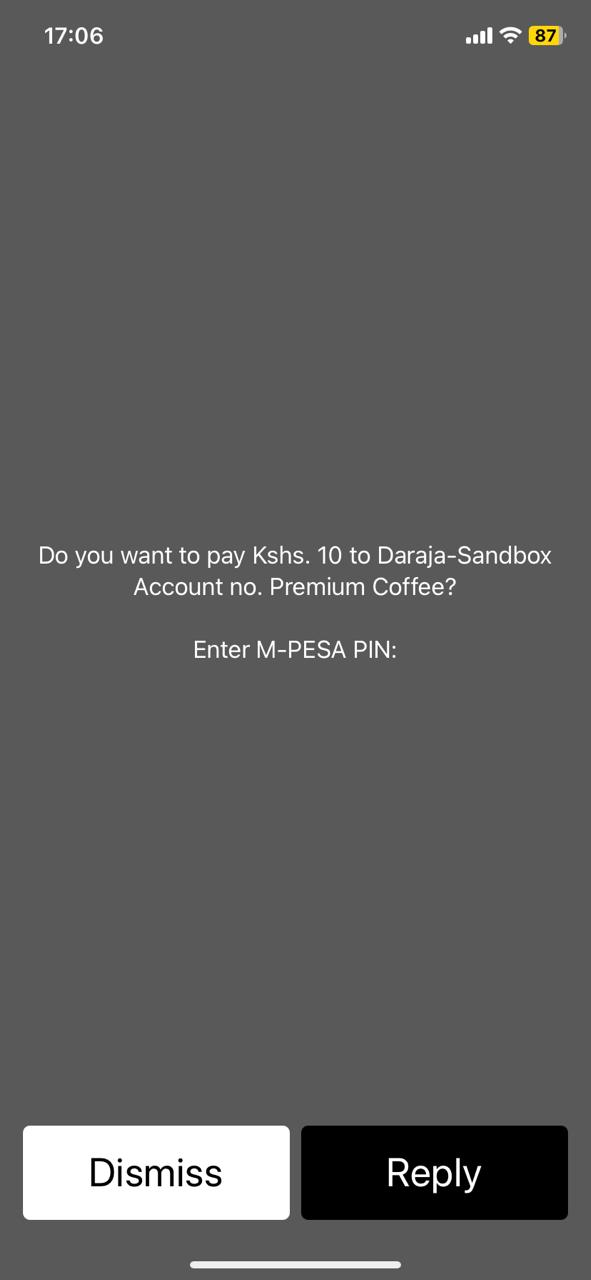 17:06
87
Do you want to pay Kshs. 10 to Daraja-Sandbox
Account no. Premium Coffee?
Enter M-PESA PIN:
Dismiss
Reply